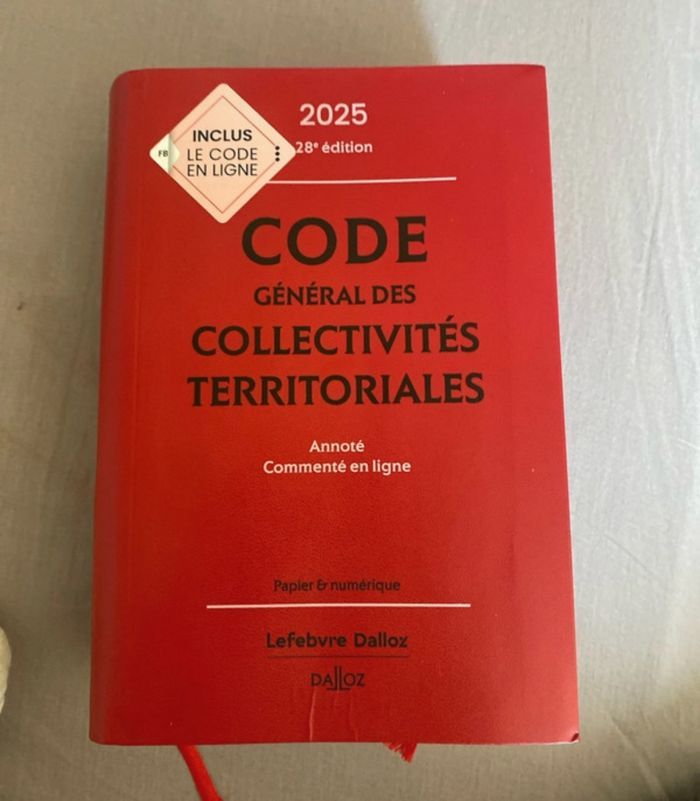 2025
28e édition
INCLUS
LE CODE
EN LIGNE
FB
CODE
GÉNÉRAL DES
COLLECTIVITÉS
TERRITORIALES
Annoté
Commenté en ligne
Papier & numérique
Lefebvre Dalloz
DALLOZ